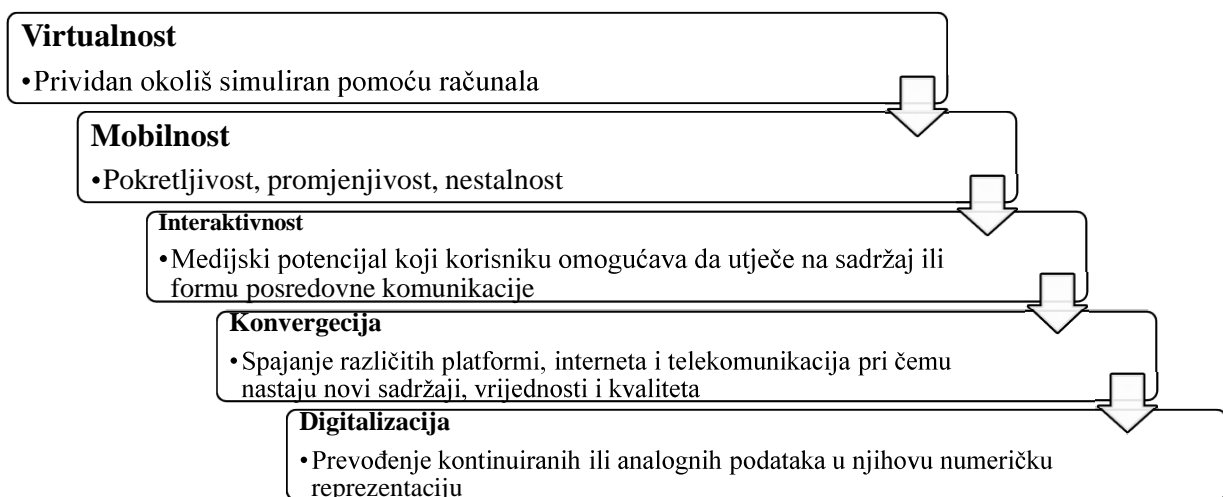 Virtualnost
•Prividan okoliš simuliran pomoću računala
Mobilnost
•Pokretljivost, promjenjivost, nestalnost
Interaktivnost
•Medijski potencijal koji korisniku omogućava da utječe na sadržaj ili
formu posredovne komunikacije
Konvergecija
•Spajanje različitih platformi, interneta i telekomunikacija pri čemu
nastaju novi sadržaji, vrijednosti i kvaliteta
Digitalizacija
•Prevođenje kontinuiranih ili analognih podataka u njihovu numeričku
reprezentaciju